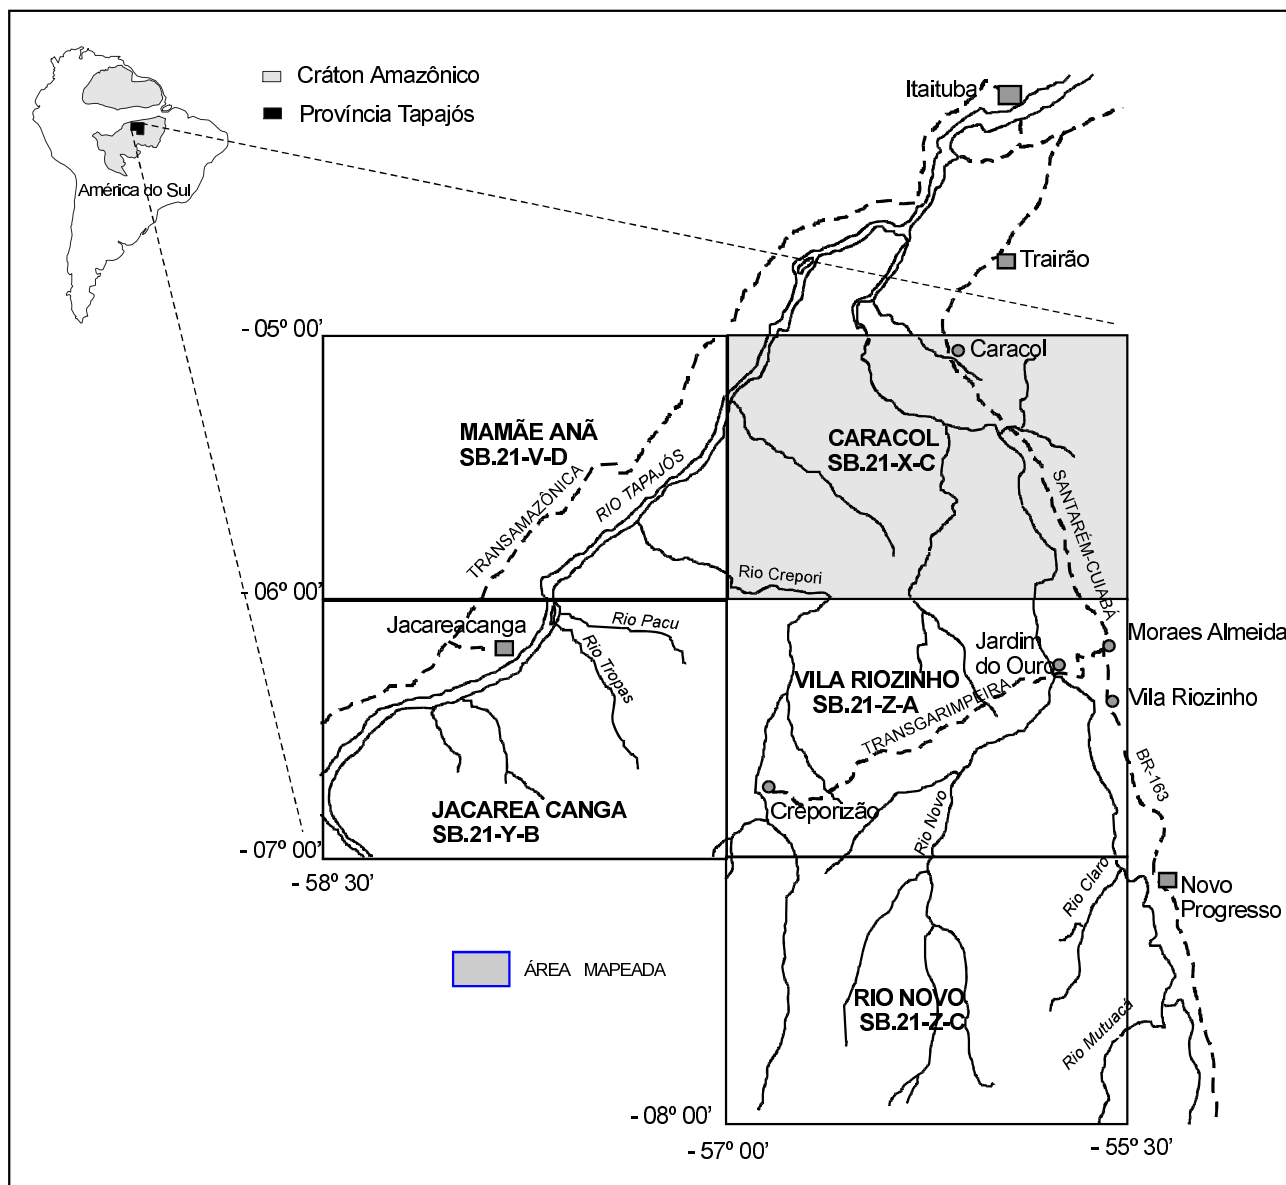 Cráton Amazônico
Província Tapajós
América do Sul
Itaituba
Trairão
- 05º 00'
Caracol
MAMÃE ANÃ
SB.21-V-D
CARACOL
SB.21-X-C
TRANSAMAZÔNICA
RIO TAPAJÓS
SANTARÉM-CUIABÁ
Rio Crepori
- 06º 00'
Jacareacanga
Rio Pacu
Rio Tropas
Jardim
do Ouro
Moraes Almeida
VILA RIOZINHO
SB.21-Z-A
Vila Riozinho
TRANSGARIMPEIRA
BR-163
Creporizão
Rio Novo
JACAREA CANGA
SB.21-Y-B
- 07º 00'
- 58º 30'
Rio Claro
Novo
Progresso
ÁREA MAPEADA
RIO NOVO
SB.21-Z-C
Rio Mutuacá
- 08º 00'
- 57º 00'
- 55º 30'